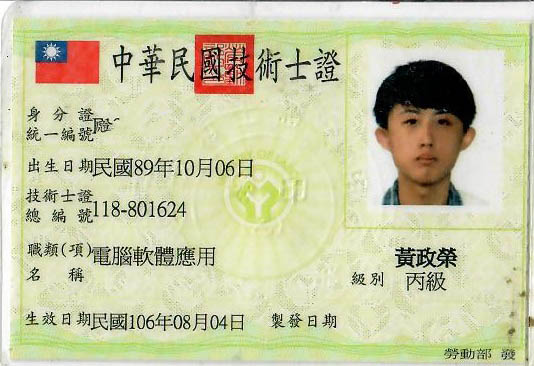 中華民國技術士證
身分證
統一編號
出生日期民國89年10月06日
技術士證
總編號118-801624
職類(項)電腦軟體應用
名稱
黃政榮
級別 丙級
生效日期民國106年08月04日 製發日期
勞動部 發